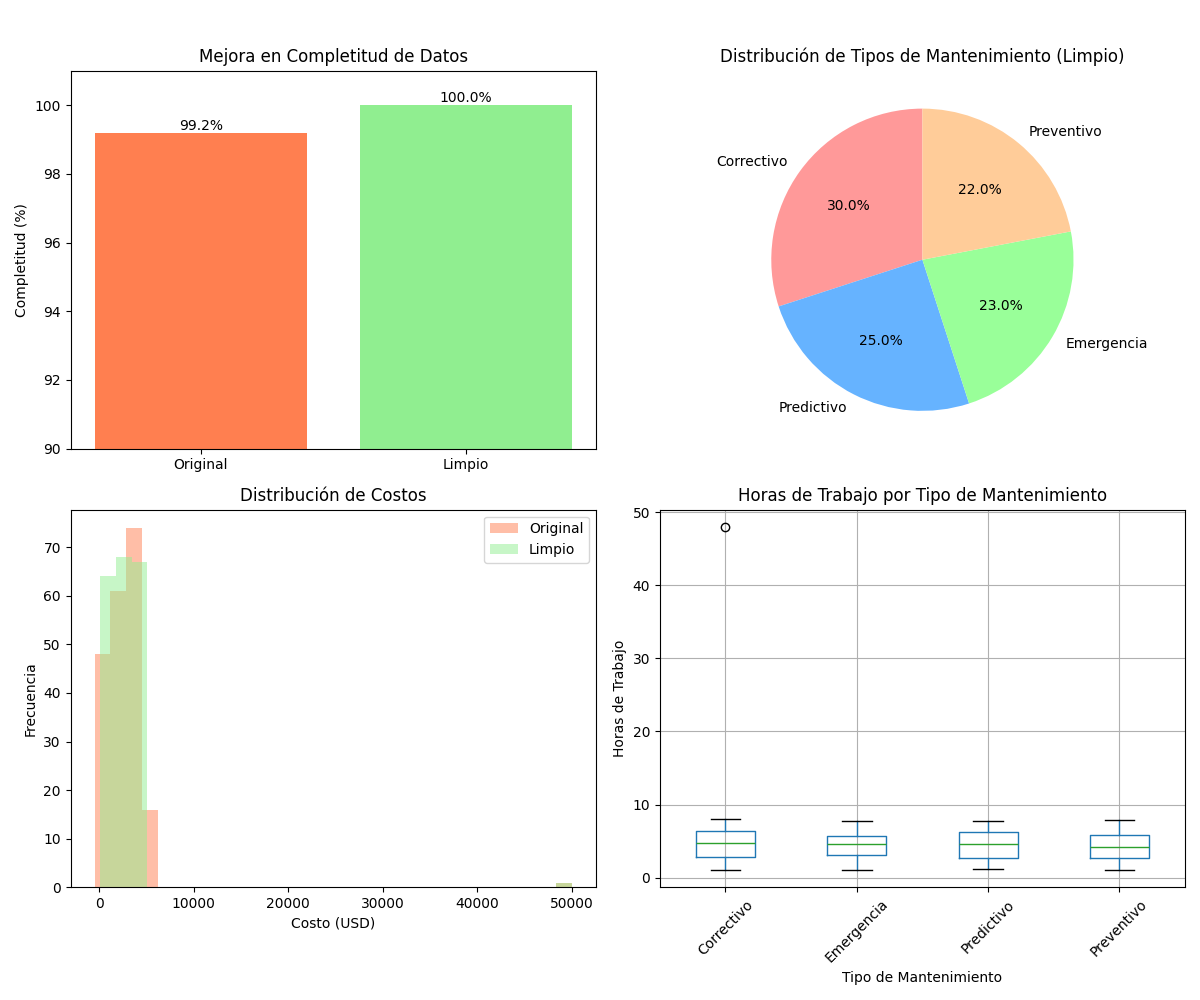 Mejora en Completitud de Datos
Completitud (%)
100
98
96
94
92
90
99.2%
100.0%
Original
Limpio
Distribución de Tipos de Mantenimiento (Limpio)
Correctivo
30.0%
Predictivo
25.0%
Emergencia
23.0%
Preventivo
22.0%
Distribución de Costos
Frecuencia
70
60
50
40
30
20
10
0
Original
Limpio
0
10000
20000
30000
40000
50000
Costo (USD)
Horas de Trabajo por Tipo de Mantenimiento
Horas de Trabajo
50
40
30
20
10
0
Correctivo
Emergencia
Predictivo
Preventivo
Tipo de Mantenimiento